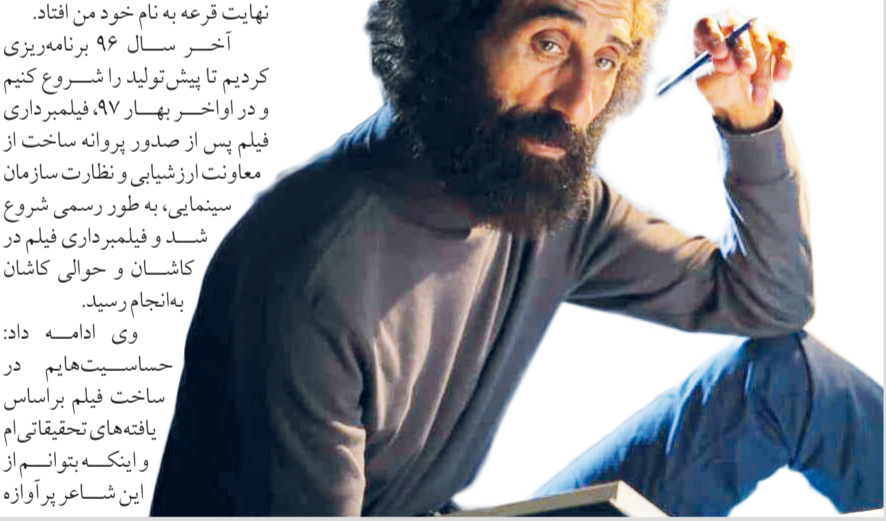 نهایت قرعه به نام خود من افتاد.
آخر سال ۹۶ برنامه‌ریزی
کردیم تا پیش‌تولید را شروع کنیم
و در اواخر بهار ۹۷، فیلمبرداری
فیلم پس از صدور پروانه ساخت از
معاونت ارزشیابی و نظارت سازمان
سینمایی، به طور رسمی شروع
شد و فیلمبرداری فیلم در
کاشان و حوالی کاشان
به‌انجام رسید.
وی ادامه داد:
حساسیت‌هایم در
ساخت فیلم براساس
یافته‌های تحقیقاتی‌ام
و اینکه بتوانم از
این شاعر پرآوازه